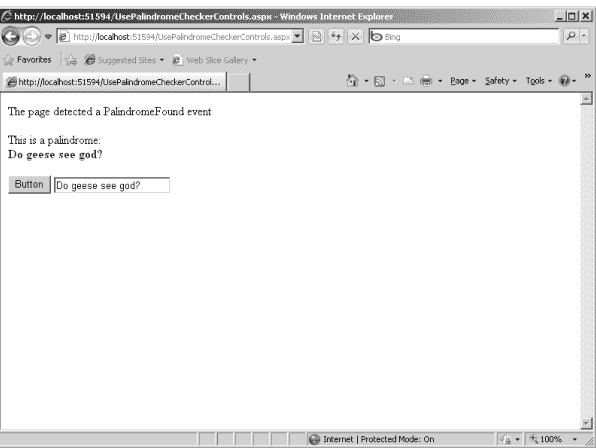 http://localhost:51594/UsePalindromeCheckerControls.aspx - Windows Internet Explorer
http://localhost:51594/UsePalindromeCheckerControls.aspx
Bing
Favorites Suggested Sites Web Slice Gallery
http://localhost:51594/UsePalindromeCheckerControl...
Page Safety Tools
The page detected a PalindromeFound event
This is a palindrome:
Do geese see god?
Button Do geese see god?
Internet | Protected Mode: On 100%